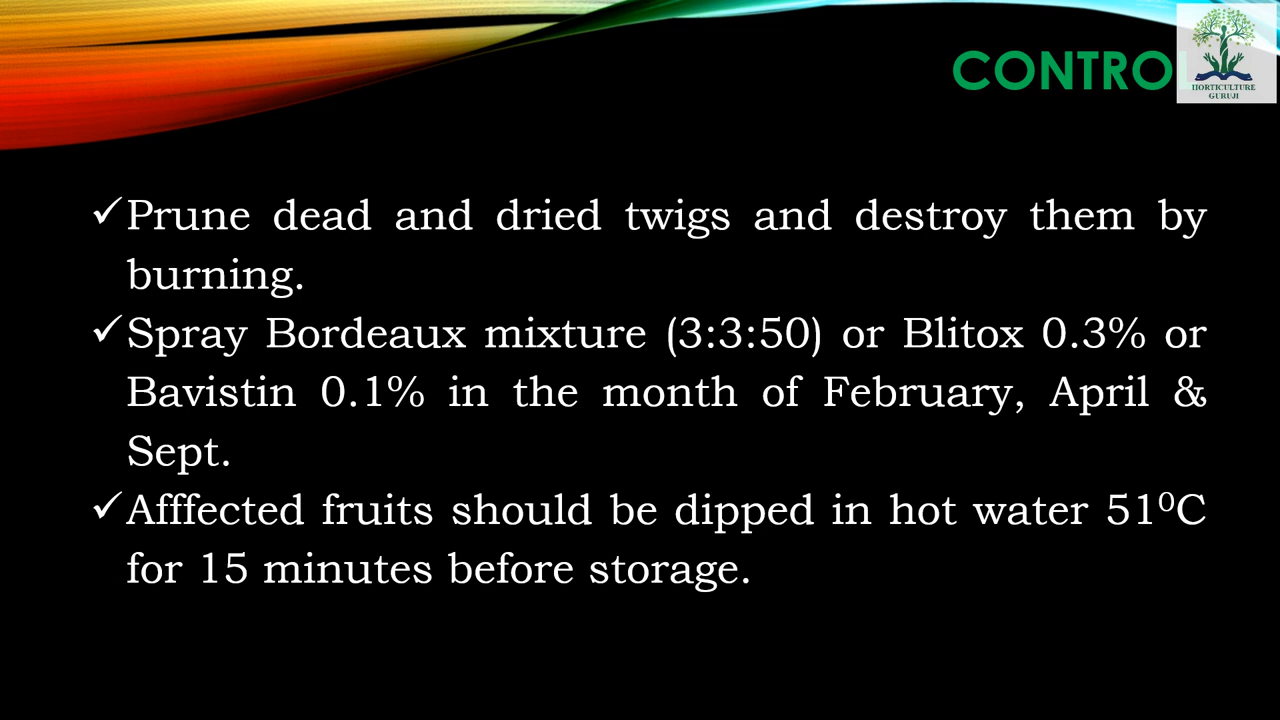 CONTROL
HORTICULTURE
GURUJI
✓Prune dead and dried twigs and destroy them by
burning.
✓Spray Bordeaux mixture (3:3:50) or Blitox 0.3% or
Bavistin 0.1% in the month of February, April &
Sept.
✓Afffected fruits should be dipped in hot water 51⁰C
for 15 minutes before storage.